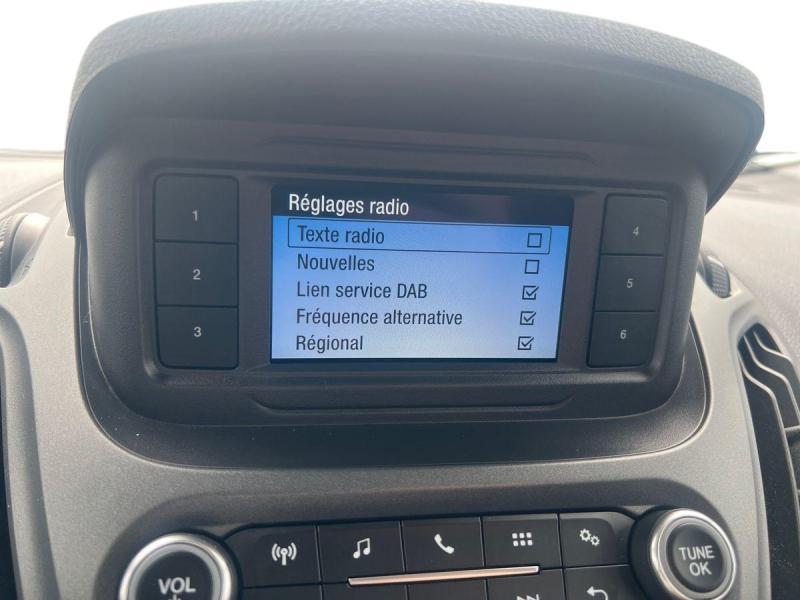 Réglages radio
Texte radio
Nouvelles
Lien service DAB
Fréquence alternative
Régional
1
2
3
4
5
6
VOL
TUNE
OK